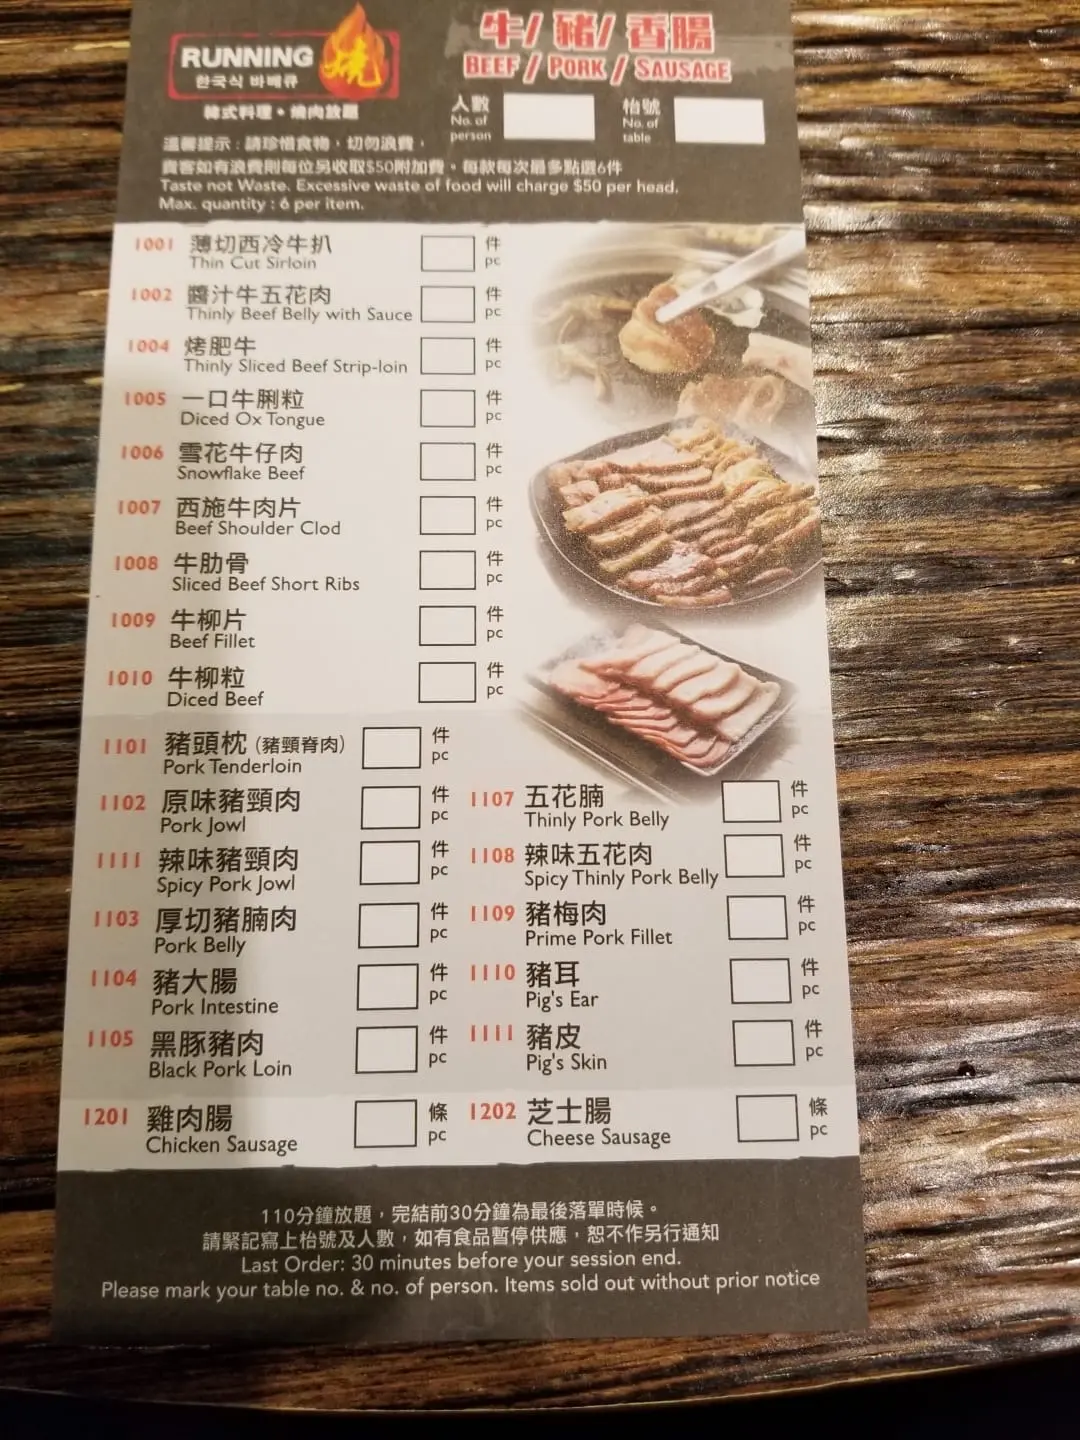 RUNNING
한국식 바베큐
燒
韓式料理・燒肉放題
牛/ 豬/ 香腸
BEEF / PORK / SAUSAGE
人數
No. of
person
枱號
No. of
table
溫馨提示：請珍惜食物，切勿浪費，
貴客如有浪費則每位另收取$50附加費。每款每次最多點選6件
Taste not Waste. Excessive waste of food will charge $50 per head.
Max. quantity : 6 per item.
1001 薄切西冷牛扒 件
Thin Cut Sirloin pc
1002 醬汁牛五花肉 件
Thinly Beef Belly with Sauce pc
1004 烤肥牛 件
Thinly Sliced Beef Strip-loin pc
1005 一口牛脷粒 件
Diced Ox Tongue pc
1006 雪花牛仔肉 件
Snowflake Beef pc
1007 西施牛肉片 件
Beef Shoulder Clod pc
1008 牛肋骨 件
Sliced Beef Short Ribs pc
1009 牛柳片 件
Beef Fillet pc
1010 牛柳粒 件
Diced Beef pc
1101 豬頭枕 (豬頸脊肉) 件
Pork Tenderloin pc
1102 原味豬頸肉 件
Pork Jowl pc
1107 五花腩 件
Thinly Pork Belly pc
1111 辣味豬頸肉 件
Spicy Pork Jowl pc
1108 辣味五花肉 件
Spicy Thinly Pork Belly pc
1103 厚切豬腩肉 件
Pork Belly pc
1109 豬梅肉 件
Prime Pork Fillet pc
1104 豬大腸 件
Pork Intestine pc
1110 豬耳 件
Pig's Ear pc
1105 黑豚豬肉 件
Black Pork Loin pc
1111 豬皮 件
Pig's Skin pc
1201 雞肉腸 條
Chicken Sausage pc
1202 芝士腸 條
Cheese Sausage pc
110分鐘放題，完結前30分鐘為最後落單時候。
請緊記寫上枱號及人數，如有食品暫停供應，恕不作另行通知
Last Order: 30 minutes before your session end.
Please mark your table no. & no. of person. Items sold out without prior notice